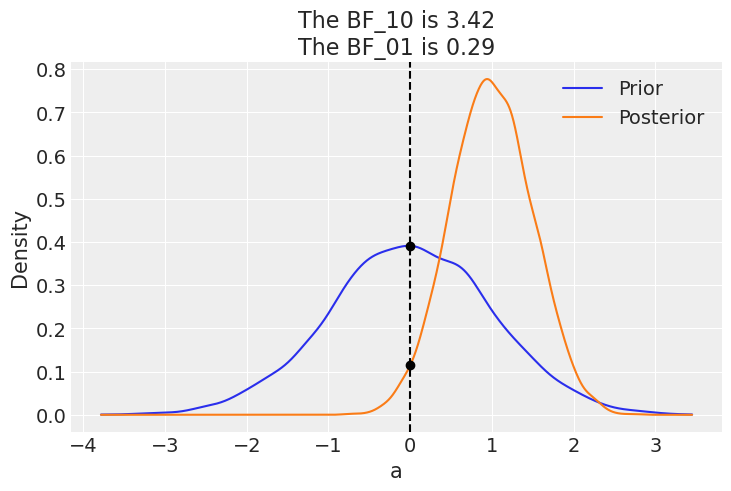 The BF_10 is 3.42
The BF_01 is 0.29
Prior
Posterior
Density
0.8
0.7
0.6
0.5
0.4
0.3
0.2
0.1
0.0
−4 −3 −2 −1 0 1 2 3
a